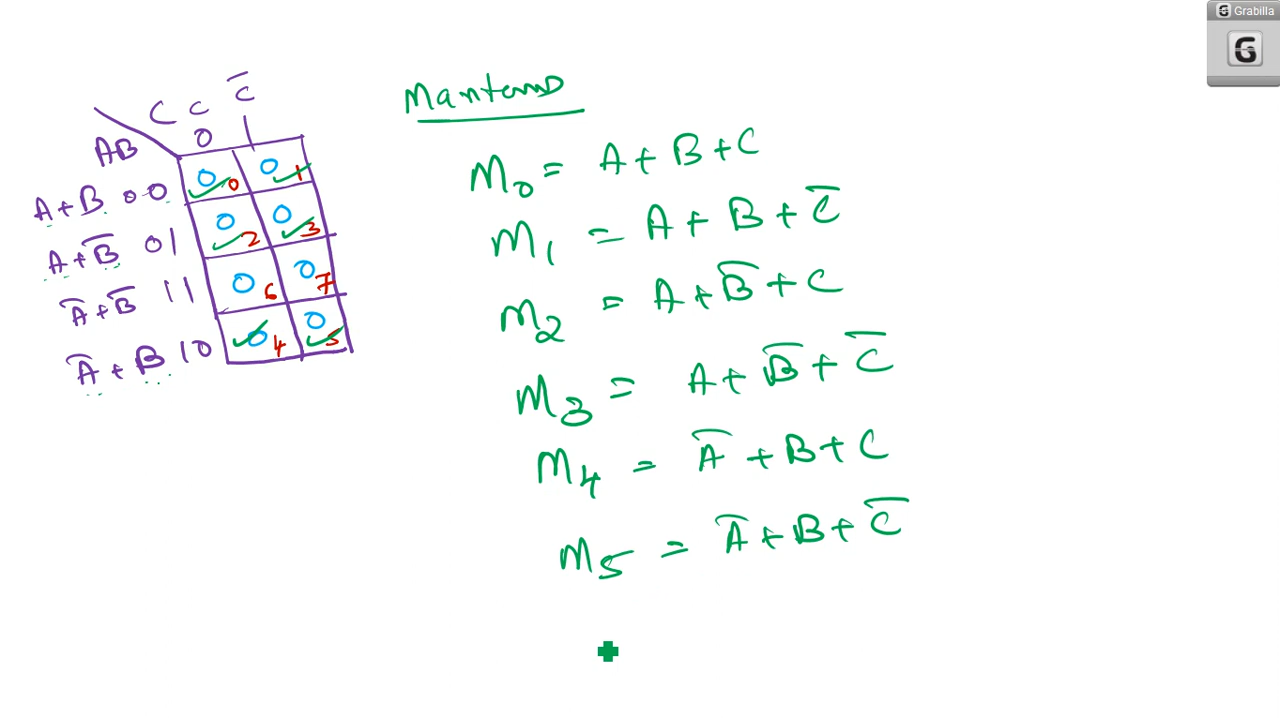 Grabilla
C C C̅
AB 0 1
A+B 00 0 0 0 1
A+B̅ 01 0 2 0 3
A̅+B̅ 11 0 6 0 7
A̅+B 10 0 4 0 5
Maxterms
M₀ = A+B+C
M₁ = A+B+C̅
M₂ = A+B̅+C
M₃ = A+B̅+C̅
M₄ = A̅+B+C
M₅ = A̅+B+C̅